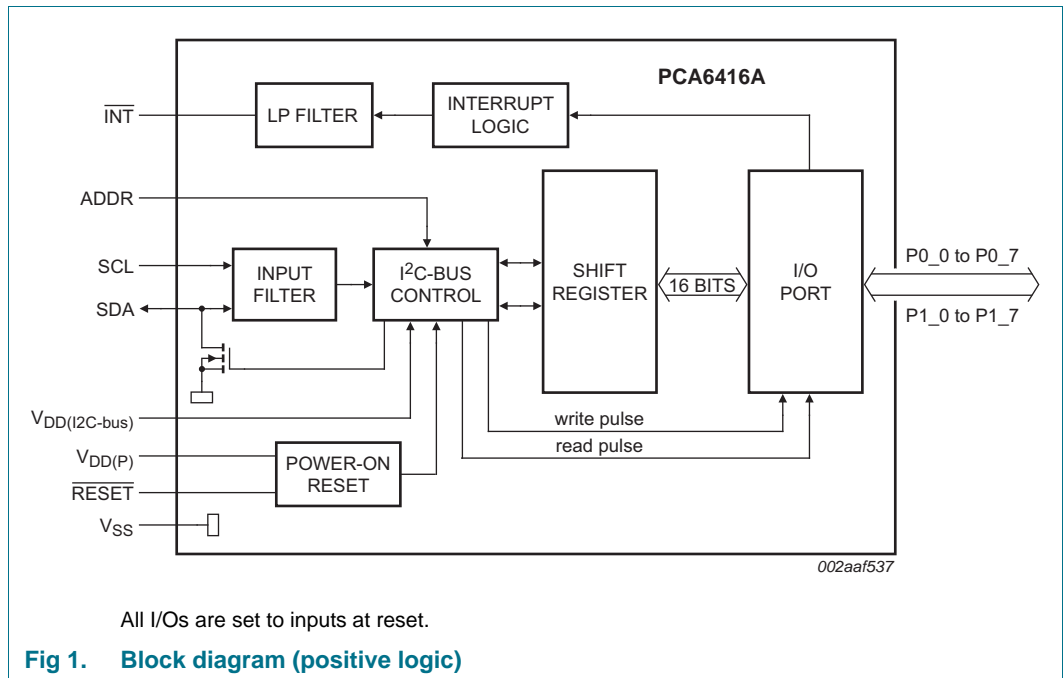 PCA6416A
INT
LP FILTER
INTERRUPT
LOGIC
ADDR
SCL
SDA
INPUT
FILTER
I²C-BUS
CONTROL
SHIFT
REGISTER
16 BITS
I/O
PORT
P0_0 to P0_7
P1_0 to P1_7
VDD(I2C-bus)
write pulse
read pulse
VDD(P)
RESET
POWER-ON
RESET
VSS
002aaf537
All I/Os are set to inputs at reset.
Fig 1. Block diagram (positive logic)